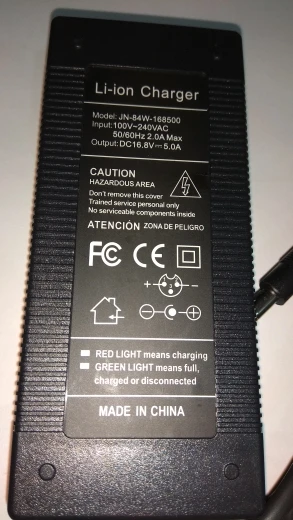 Li-ion Charger
Model: JN-84W-168500
Input:100V~240VAC
50/60Hz 2.0A Max
Output:DC16.8V⎓5.0A
CAUTION
HAZARDOUS AREA
Don't remove this cover
Trained service personal only
No serviceable components inside
ATENCIÓN ZONA DE PELIGRO
FC CE
RED LIGHT means charging
GREEN LIGHT means full,
charged or disconnected
MADE IN CHINA